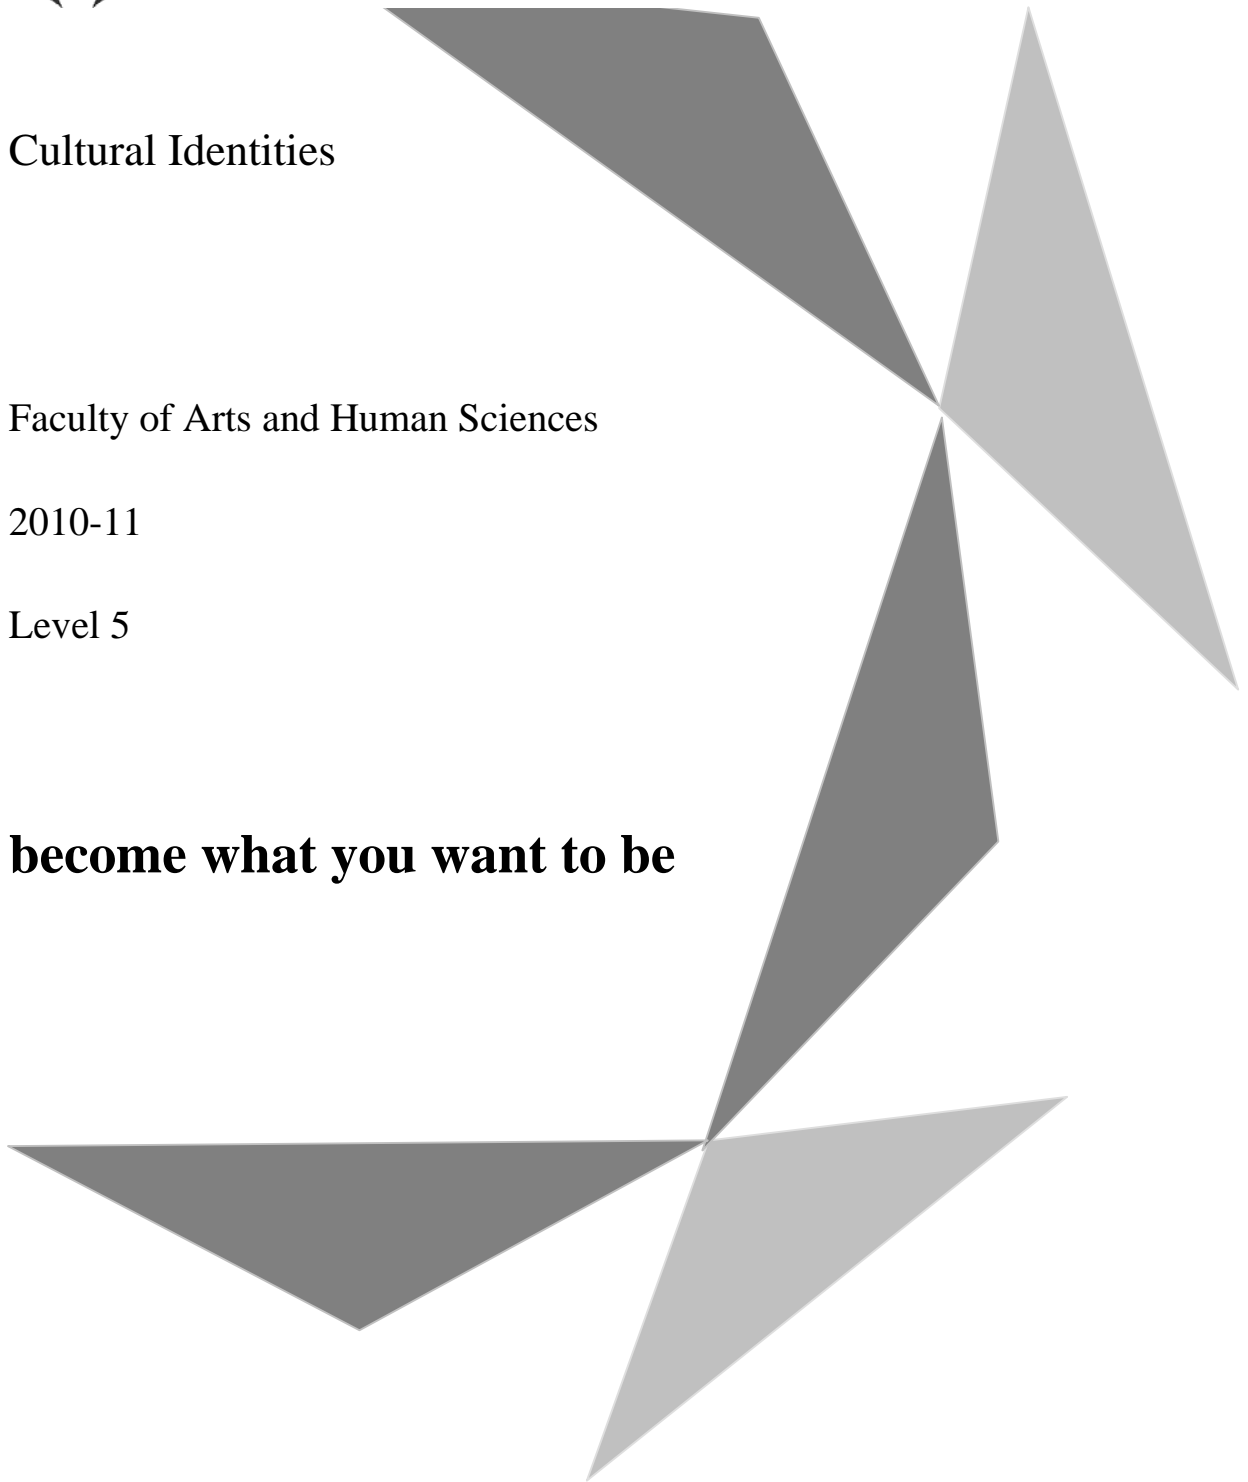 Cultural Identities
Faculty of Arts and Human Sciences
2010-11
Level 5
become what you want to be